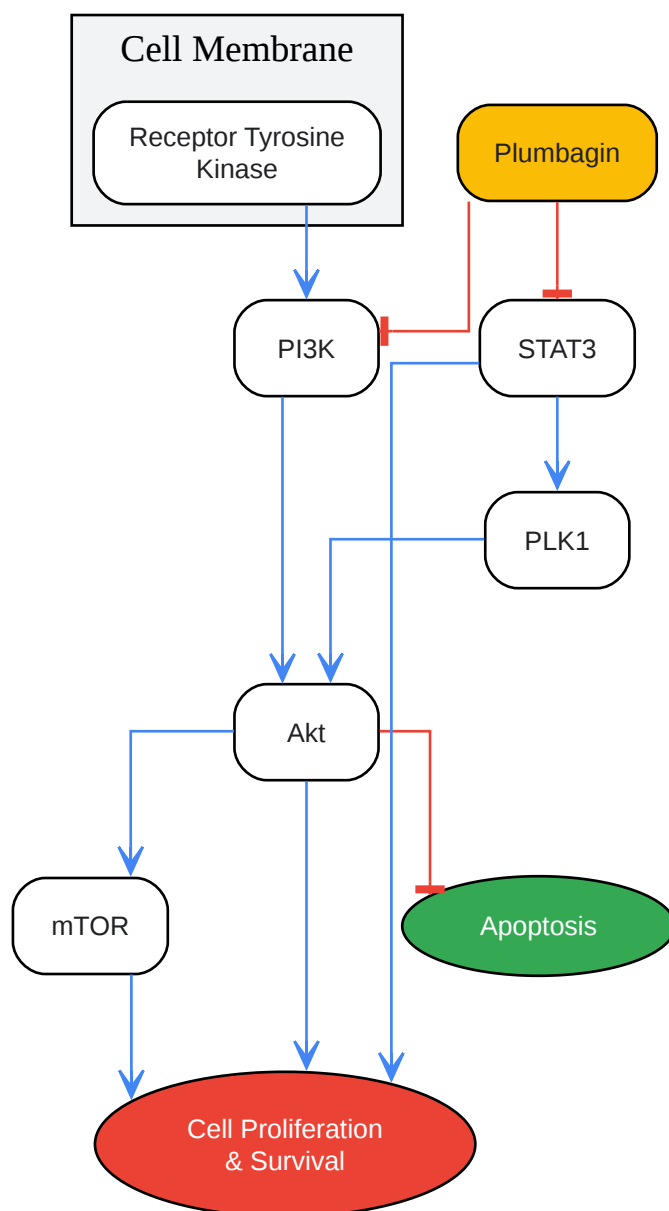 Cell Membrane
Receptor Tyrosine
Kinase
Plumbagin
PI3K
STAT3
PLK1
Akt
mTOR
Apoptosis
Cell Proliferation
& Survival